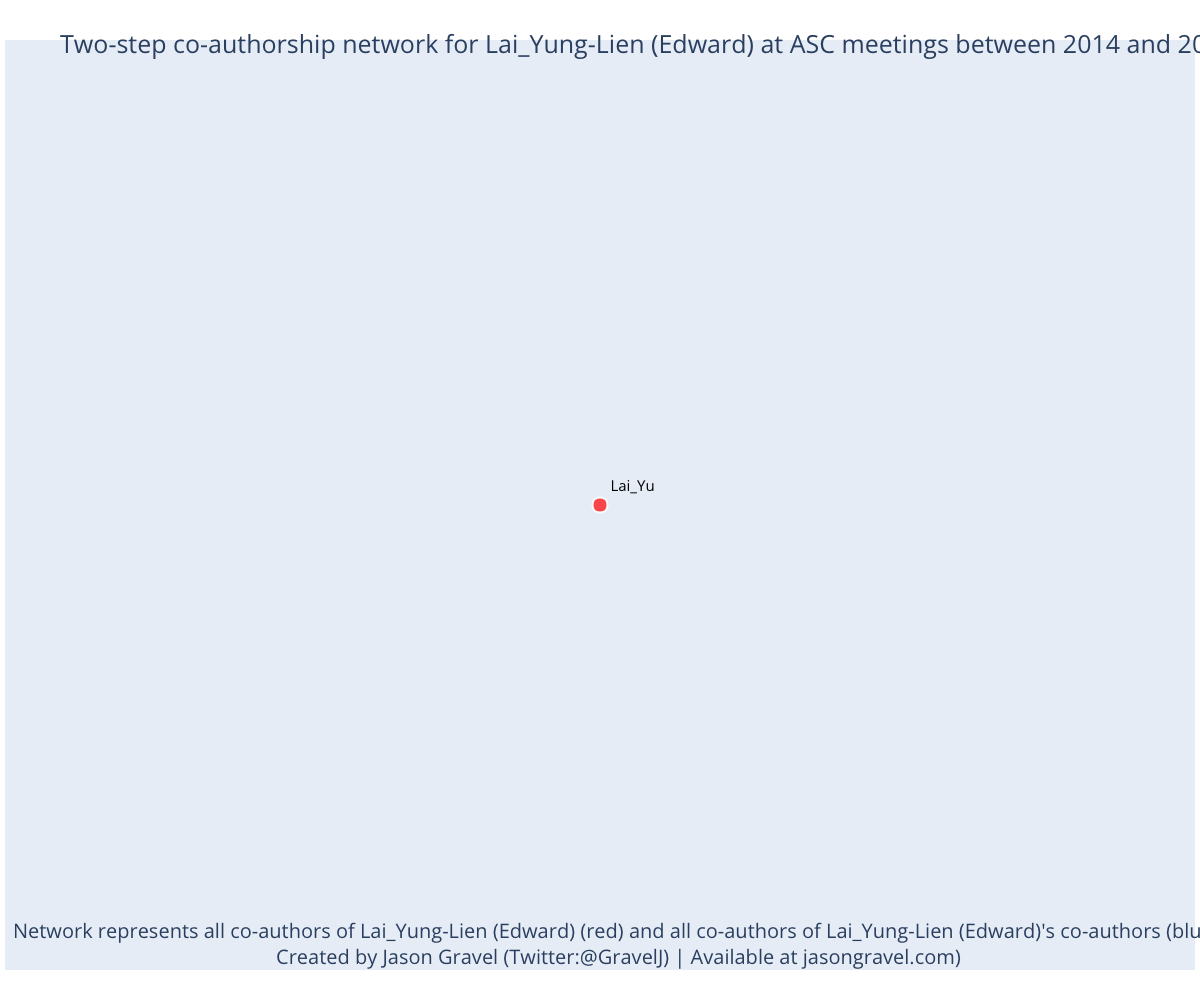 Two-step co-authorship network for Lai_Yung-Lien (Edward) at ASC meetings between 2014 and 20
Lai_Yu
Network represents all co-authors of Lai_Yung-Lien (Edward) (red) and all co-authors of Lai_Yung-Lien (Edward)'s co-authors (blu
Created by Jason Gravel (Twitter:@GravelJ) | Available at jasongravel.com)